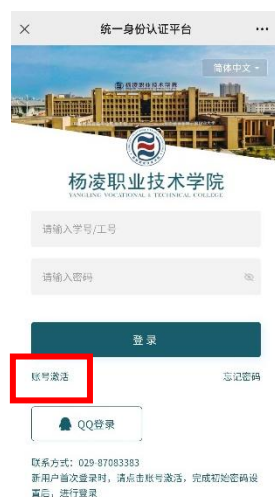 统一身份认证平台
简体中文
杨凌职业技术学院
YANGLING VOCATIONAL & TECHNICAL COLLEGE
请输入学号/工号
请输入密码
登录
账号激活 忘记密码
QQ登录
联系方式：029-87083383
新用户首次登录时，请点击账号激活，完成初始密码设
置后，进行登录